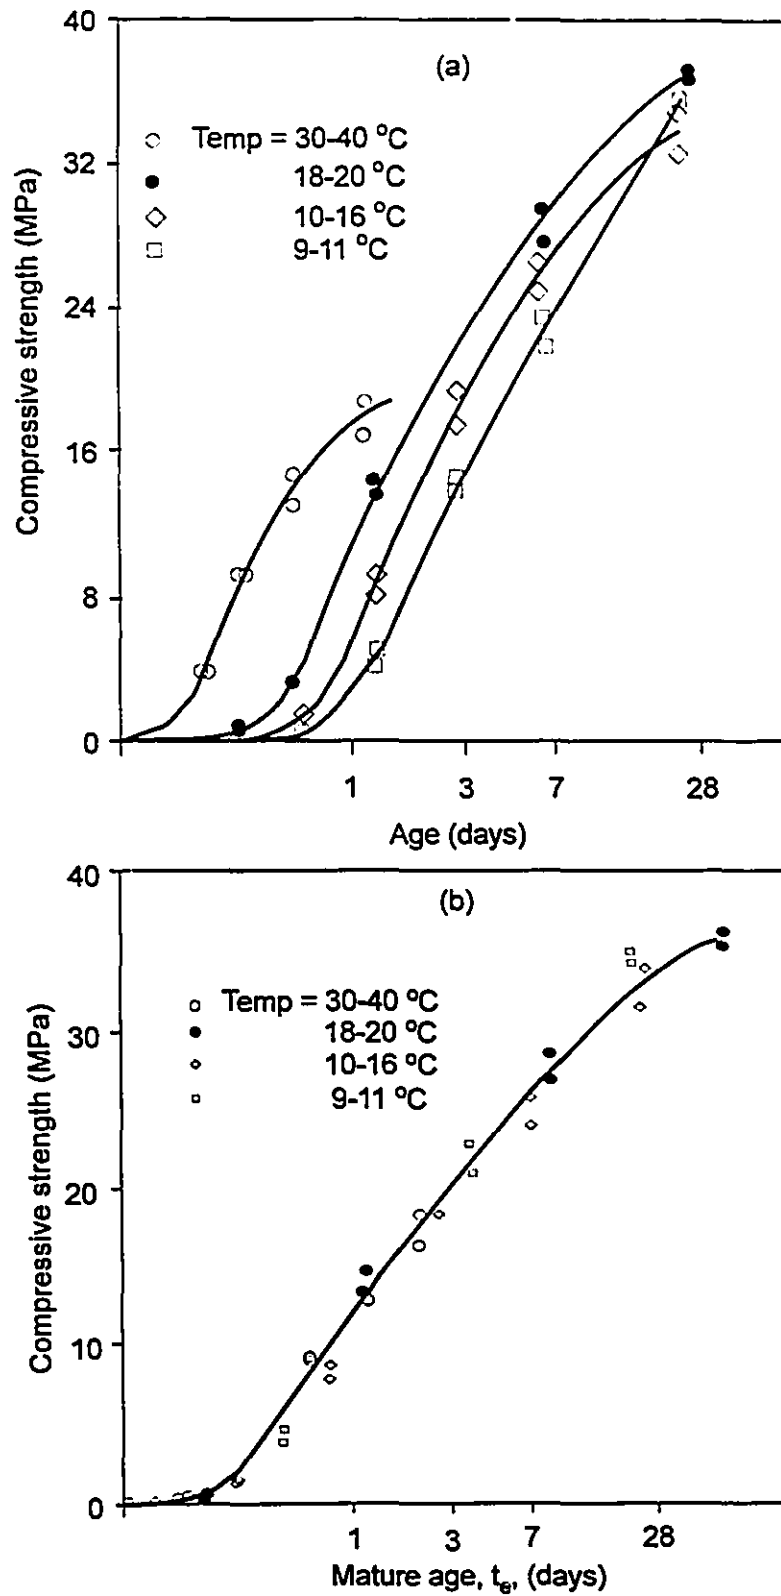 40
(a)
Temp = 30-40 °C
32
18-20 °C
10-16 °C
9-11 °C
24
16
8
0
Compressive strength (MPa)
1 3 7 28
Age (days)
40
(b)
Temp = 30-40 °C
30
18-20 °C
10-16 °C
9-11 °C
20
10
0
Compressive strength (MPa)
1 3 7 28
Mature age, tₑ, (days)